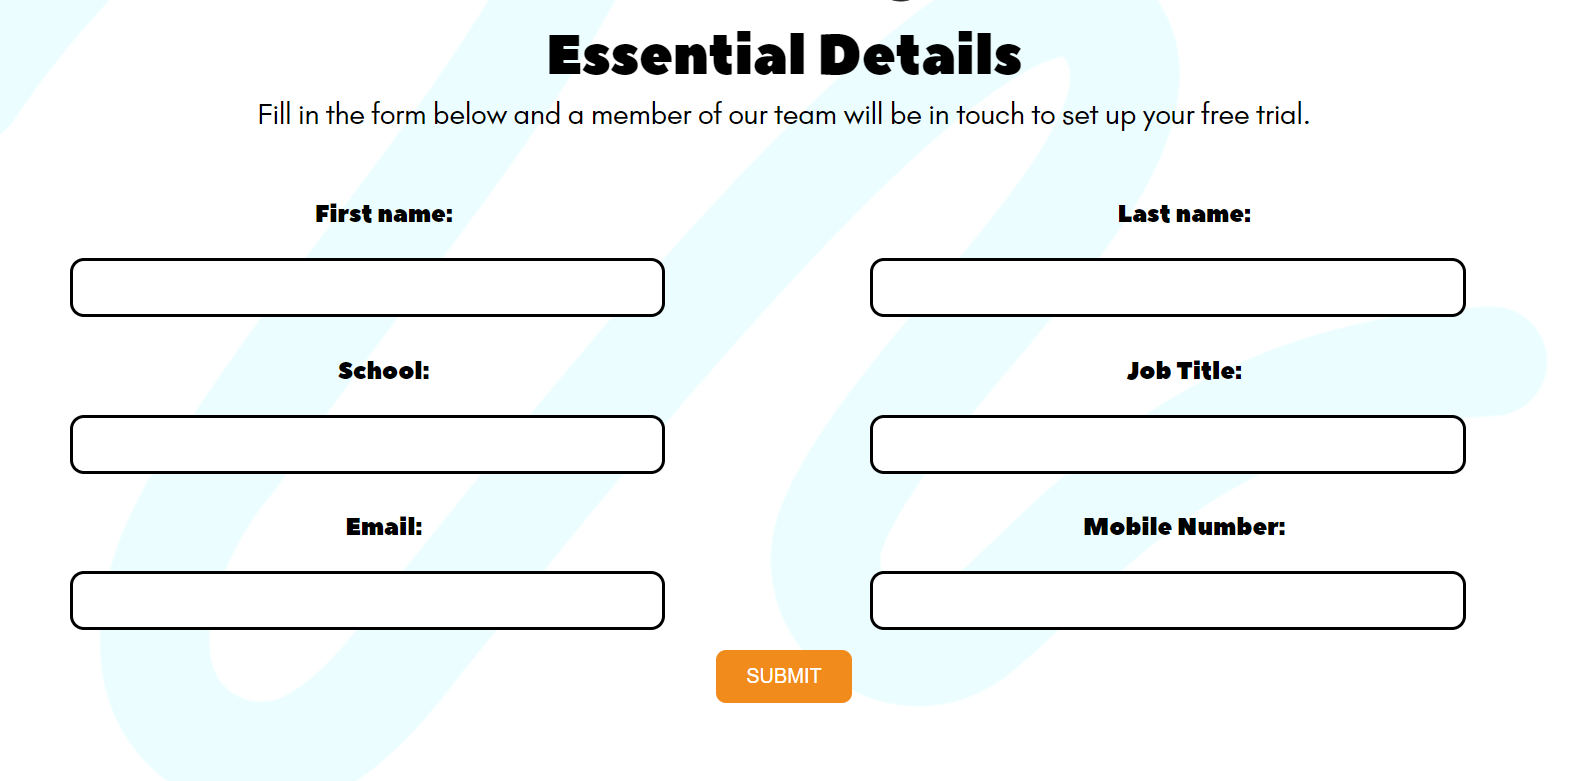 Essential Details
Fill in the form below and a member of our team will be in touch to set up your free trial.
First name:
Last name:
School:
Job Title:
Email:
Mobile Number:
SUBMIT